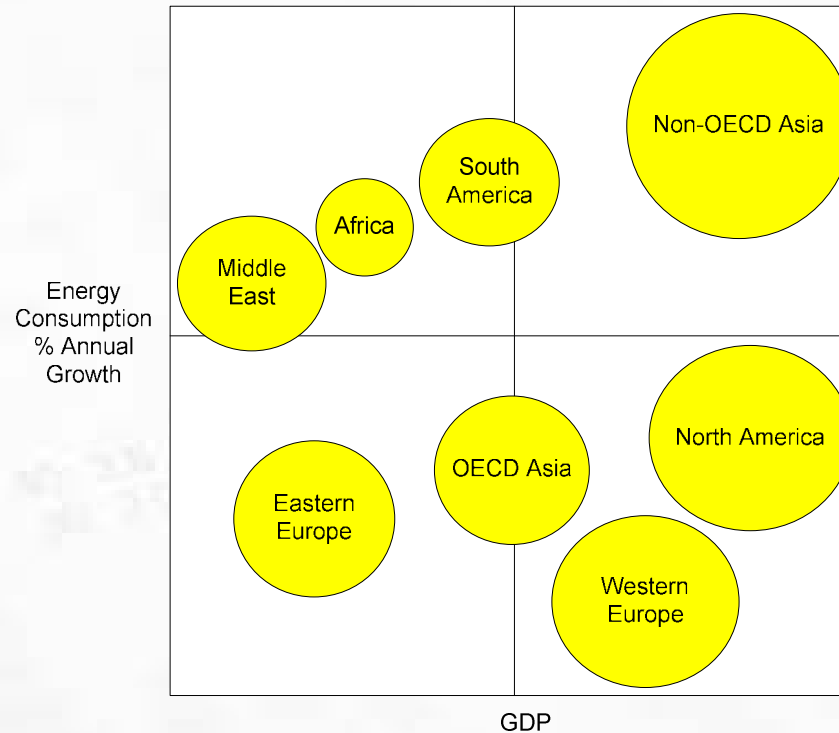 Non-OECD Asia
South
America
Africa
Middle
East
Energy
Consumption
% Annual
Growth
North America
OECD Asia
Eastern
Europe
Western
Europe
GDP